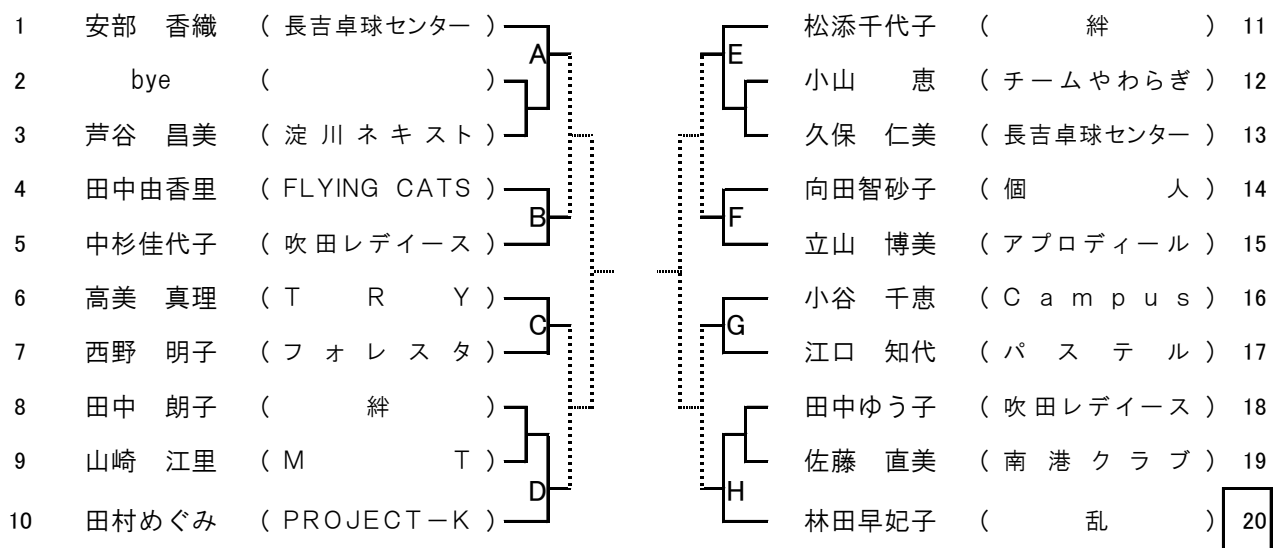 1 安部 香織 ( 長吉卓球センター ) 松添千代子 ( 絆 ) 11
A E
2 bye ( ) 小山 恵 ( チームやわらぎ ) 12
3 芦谷 昌美 ( 淀川ネキスト ) 久保 仁美 ( 長吉卓球センター ) 13
4 田中由香里 ( FLYING CATS ) 向田智砂子 ( 個 人 ) 14
B F
5 中杉佳代子 ( 吹田レデイース ) 立山 博美 ( アプロディール ) 15
6 高美 真理 ( T R Y ) 小谷 千恵 ( Campus ) 16
C G
7 西野 明子 ( フォレスタ ) 江口 知代 ( パステル ) 17
8 田中 朗子 ( 絆 ) 田中ゆう子 ( 吹田レデイース ) 18
9 山崎 江里 ( M T ) 佐藤 直美 ( 南港クラブ ) 19
D H
10 田村めぐみ ( PROJECT－K ) 林田早妃子 ( 乱 ) 20